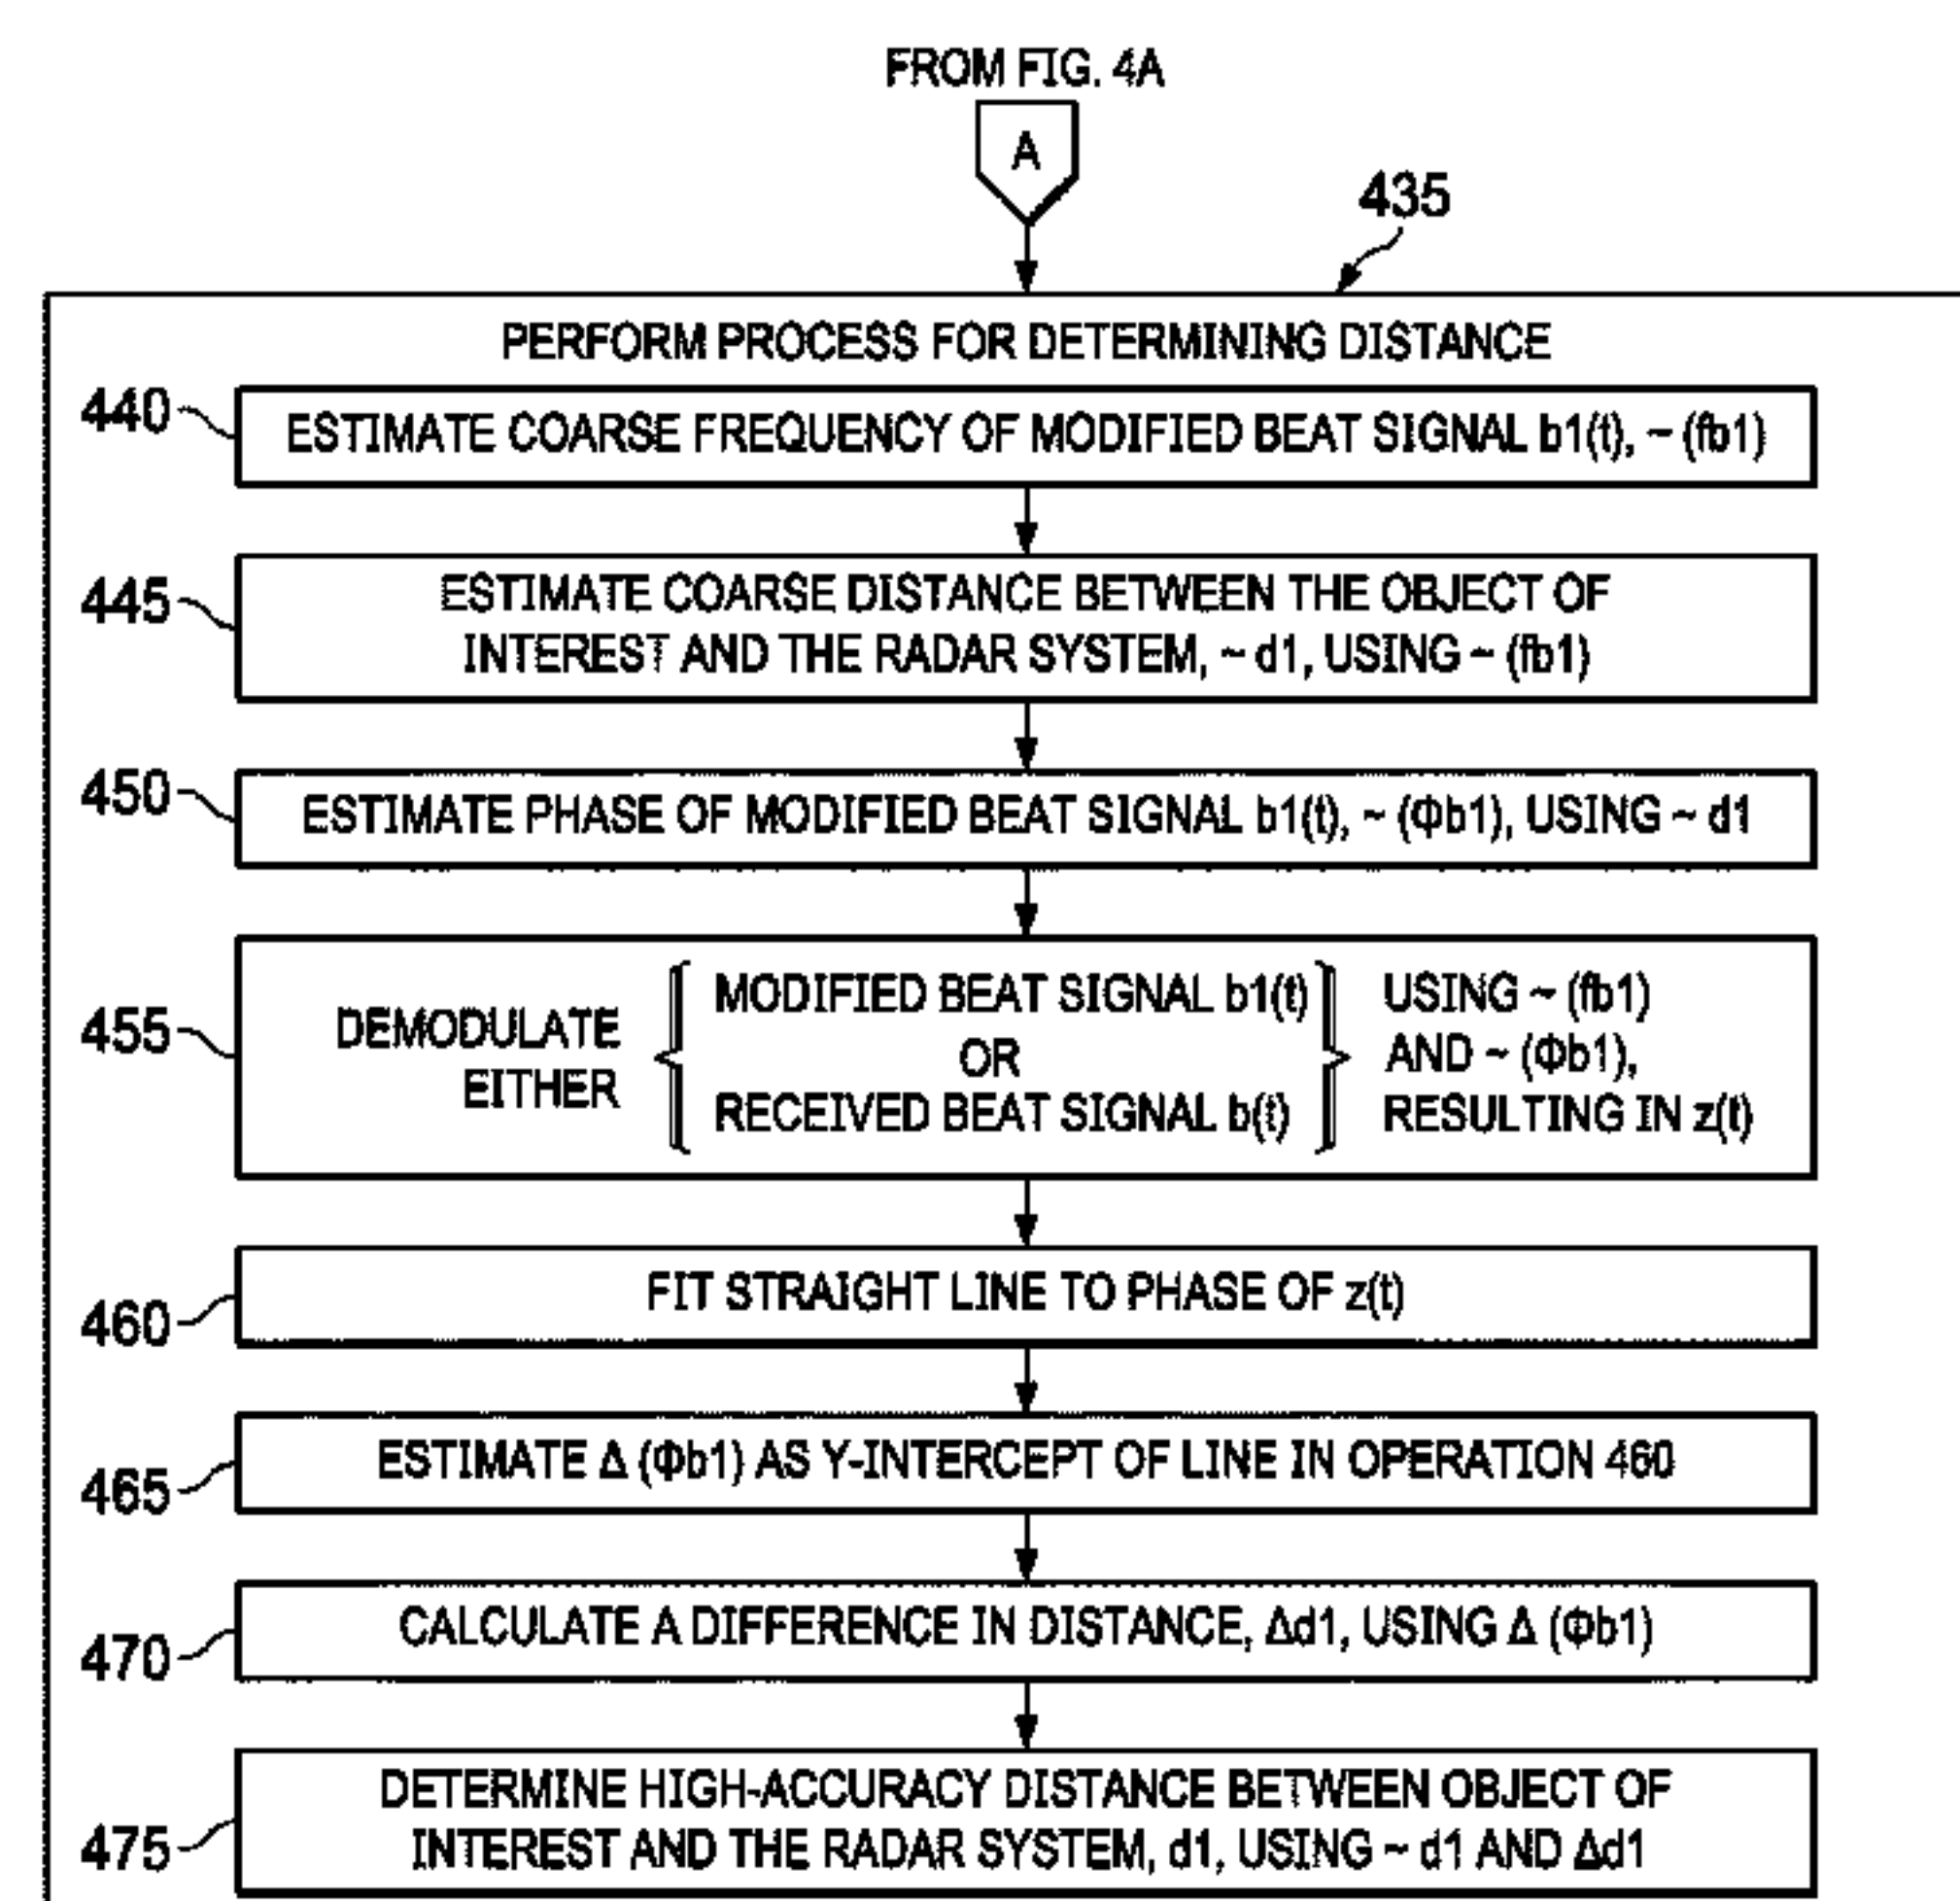 FROM FIG. 4A
A
435
PERFORM PROCESS FOR DETERMINING DISTANCE
440
ESTIMATE COARSE FREQUENCY OF MODIFIED BEAT SIGNAL b1(t), ~ (fb1)
445
ESTIMATE COARSE DISTANCE BETWEEN THE OBJECT OF
INTEREST AND THE RADAR SYSTEM, ~ d1, USING ~ (fb1)
450
ESTIMATE PHASE OF MODIFIED BEAT SIGNAL b1(t), ~ (Φb1), USING ~ d1
455
DEMODULATE
EITHER
MODIFIED BEAT SIGNAL b1(t)
OR
RECEIVED BEAT SIGNAL b(t)
USING ~ (fb1)
AND ~ (Φb1),
RESULTING IN z(t)
460
FIT STRAIGHT LINE TO PHASE OF z(t)
465
ESTIMATE Δ (Φb1) AS Y-INTERCEPT OF LINE IN OPERATION 460
470
CALCULATE A DIFFERENCE IN DISTANCE, Δd1, USING Δ (Φb1)
475
DETERMINE HIGH-ACCURACY DISTANCE BETWEEN OBJECT OF
INTEREST AND THE RADAR SYSTEM, d1, USING ~ d1 AND Δd1